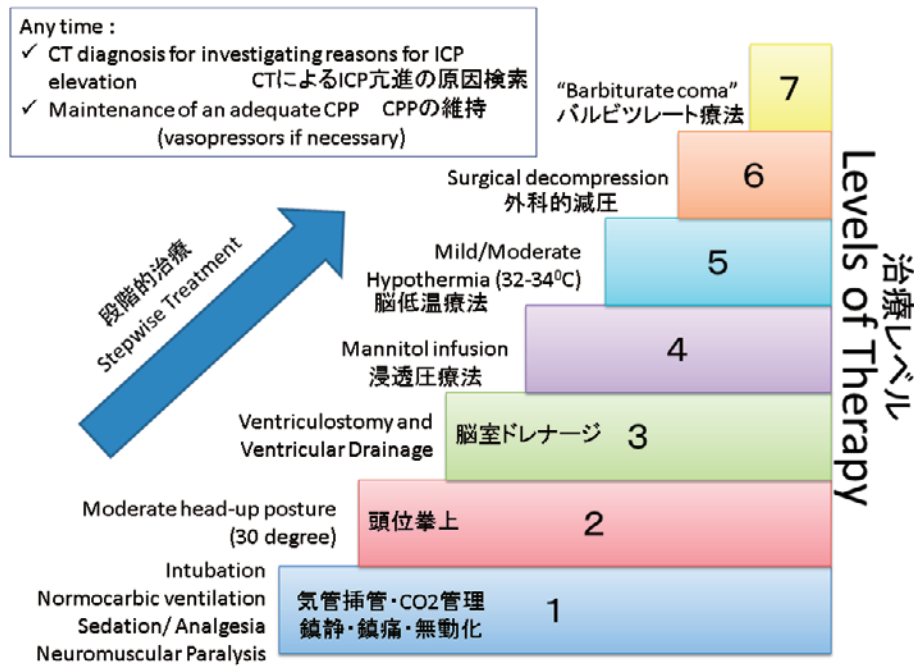 Any time :
✓ CT diagnosis for investigating reasons for ICP
elevation CTによるICP亢進の原因検索
✓ Maintenance of an adequate CPP CPPの維持
(vasopressors if necessary)
段階的治療
Stepwise Treatment
"Barbiturate coma"
バルビツレート療法
7
Surgical decompression
外科的減圧
6
Mild/Moderate
Hypothermia (32-34⁰C)
脳低温療法
5
Mannitol infusion
浸透圧療法
4
Ventriculostomy and
Ventricular Drainage
脳室ドレナージ 3
Moderate head-up posture
(30 degree)
頭位拳上 2
Intubation
Normocarbic ventilation
Sedation/ Analgesia
Neuromuscular Paralysis
気管挿管・CO2管理
鎮静・鎮痛・無動化
1
治療レベル
Levels of Therapy